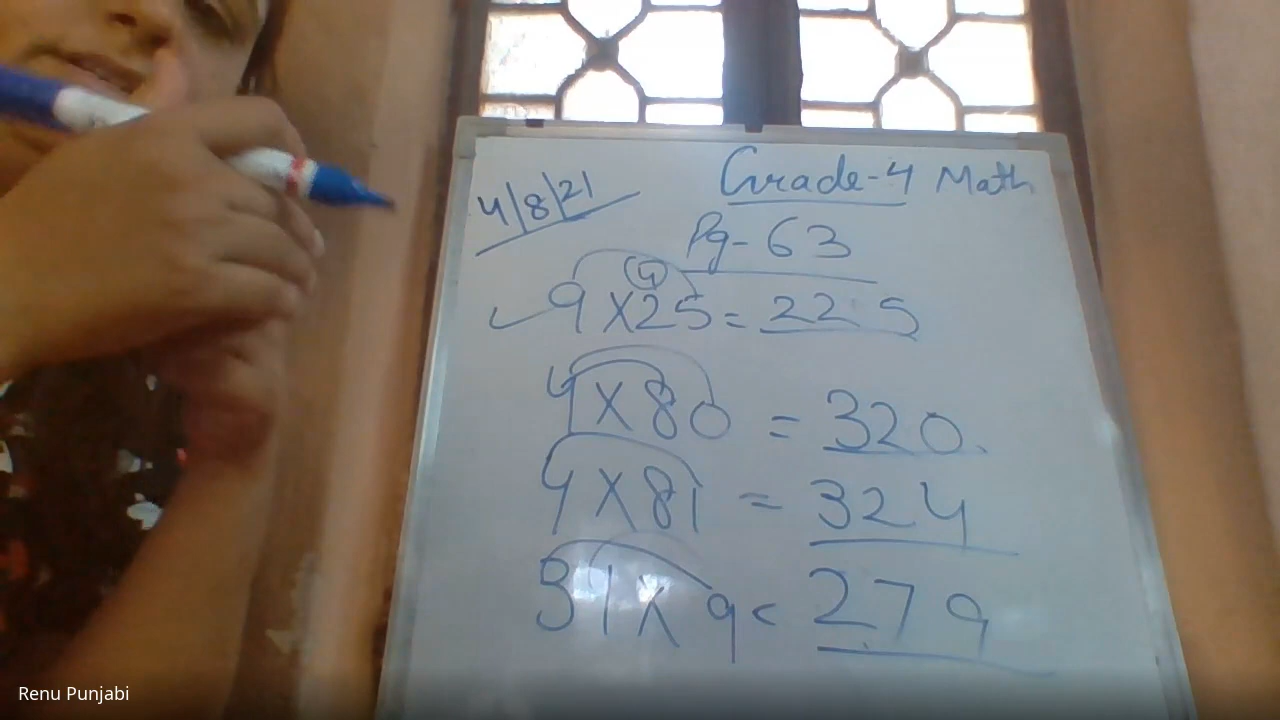 4/8/21
Grade-4 Math
Pg-63
4
9 X 25 = 225
4 X 80 = 320.
4 X 81 = 324
31 X 9 = 279
Renu Punjabi